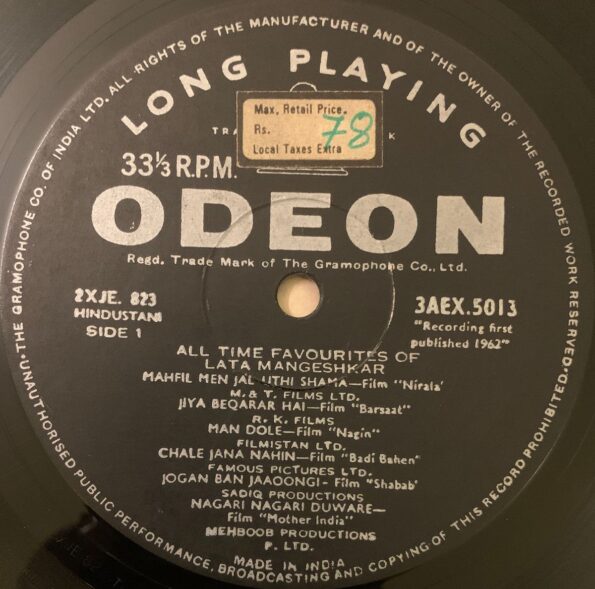 UNAUTHORISED PUBLIC PERFORMANCE, BROADCASTING AND COPYING OF THIS RECORD PROHIBITED.
THE GRAMOPHONE CO. OF INDIA LTD. ALL RIGHTS OF THE MANUFACTURER AND OF THE OWNER OF THE RECORDED WORK RESERVED.
LONG PLAYING
Max. Retail Price.
Rs. 78
Local Taxes Extra
33⅓ R.P.M.
ODEON
Regd. Trade Mark of The Gramophone Co., Ltd.
2XJE. 823
HINDUSTANI
SIDE 1
3AEX.5013
"Recording first
published 1962"
ALL TIME FAVOURITES OF
LATA MANGESHKAR
MAHFIL MEN JAL UTHI SHAMA—Film "Nirala'
M. & T. FILMS LTD.
JIYA BEQARAR HAI—Film "Barsaat"
R. K. FILMS
MAN DOLE—Film "Nagin"
FILMISTAN LTD.
CHALE JANA NAHIN—Film "Badi Bahen"
FAMOUS PICTURES LTD.
JOGAN BAN JAAOONGI- Film "Shabab'
SADIQ PRODUCTIONS
NAGARI NAGARI DUWARE—
Film "Mother India"
MEHBOOB PRODUCTIONS
P. LTD.
MADE IN INDIA